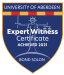 UNIVERSITY OF ABERDEEN
Expert Witness
Certificate
ACHIEVED 2021
BOND SOLON